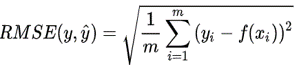 RMSE(y, ŷ) = √(1/m ∑_{i=1}^{m} (y_i − f(x_i))²)